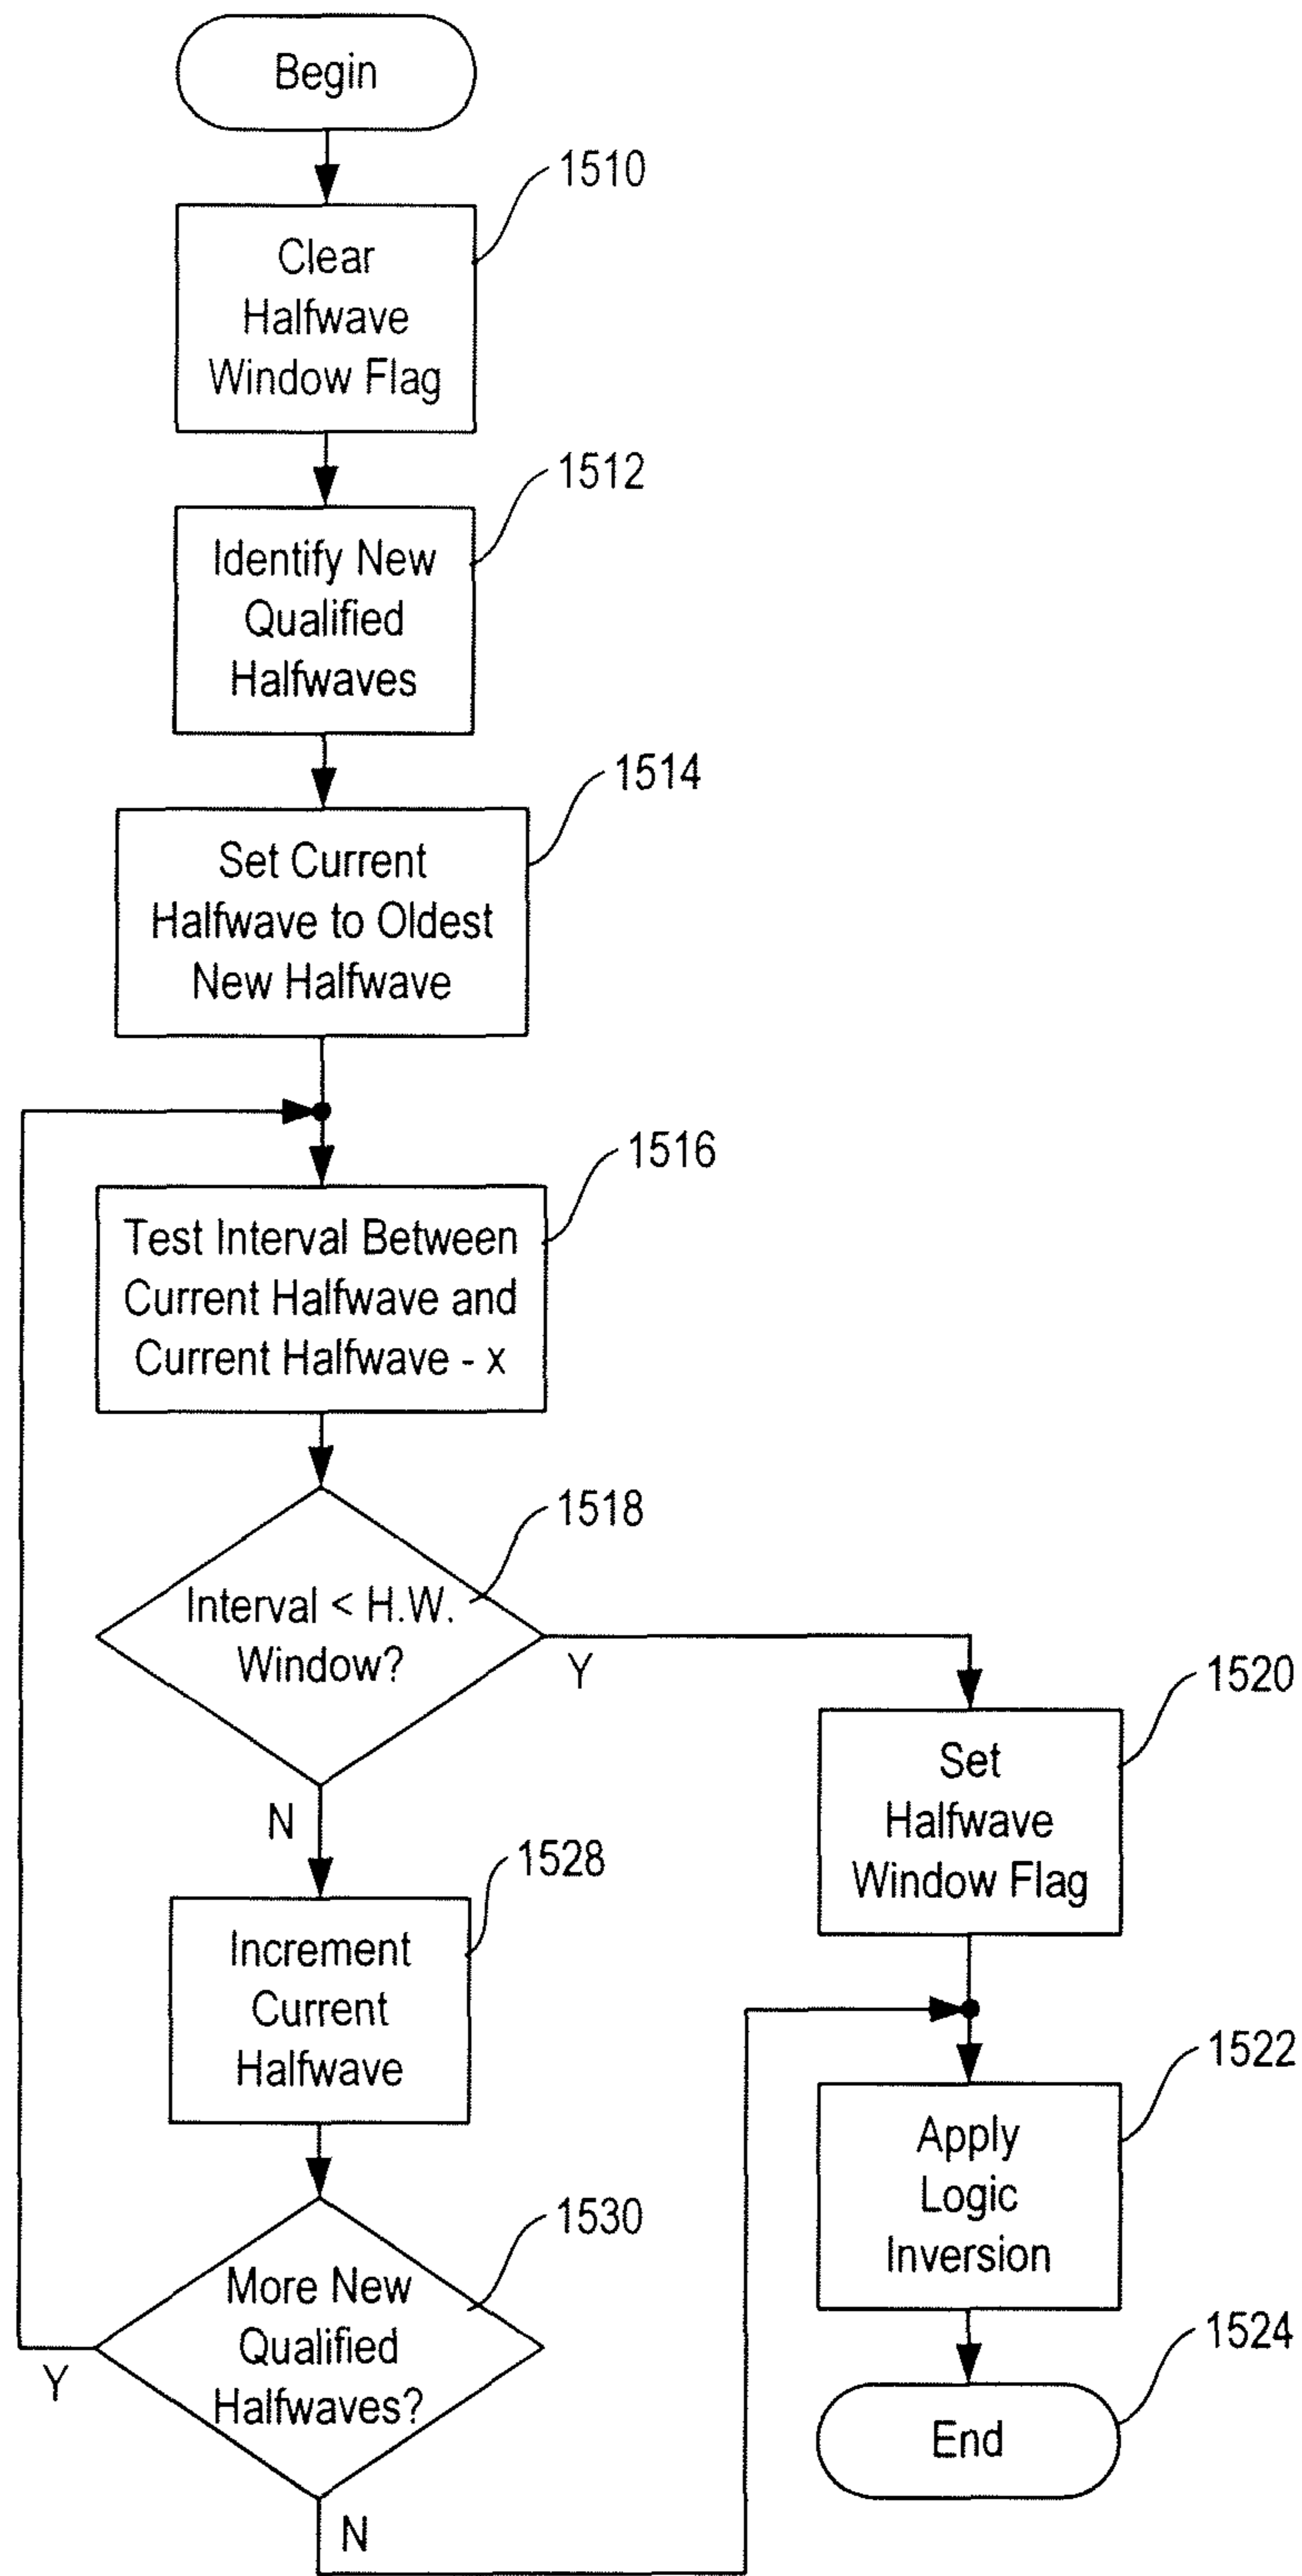 Begin
1510
Clear
Halfwave
Window Flag
1512
Identify New
Qualified
Halfwaves
1514
Set Current
Halfwave to Oldest
New Halfwave
1516
Test Interval Between
Current Halfwave and
Current Halfwave - x
1518
Interval < H.W.
Window?
Y
N
1520
Set
Halfwave
Window Flag
1528
Increment
Current
Halfwave
1522
Apply
Logic
Inversion
1530
More New
Qualified
Halfwaves?
Y
N
1524
End